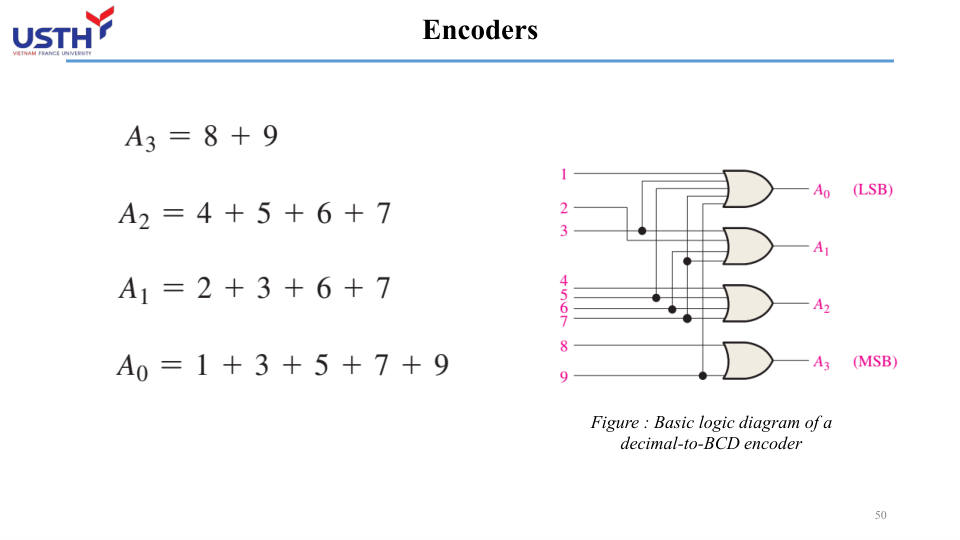 USTH
VIETNAM FRANCE UNIVERSITY
Encoders
A₃ = 8 + 9
A₂ = 4 + 5 + 6 + 7
A₁ = 2 + 3 + 6 + 7
A₀ = 1 + 3 + 5 + 7 + 9
1
2
3
4
5
6
7
8
9
A₀ (LSB)
A₁
A₂
A₃ (MSB)
Figure : Basic logic diagram of a
decimal-to-BCD encoder
50